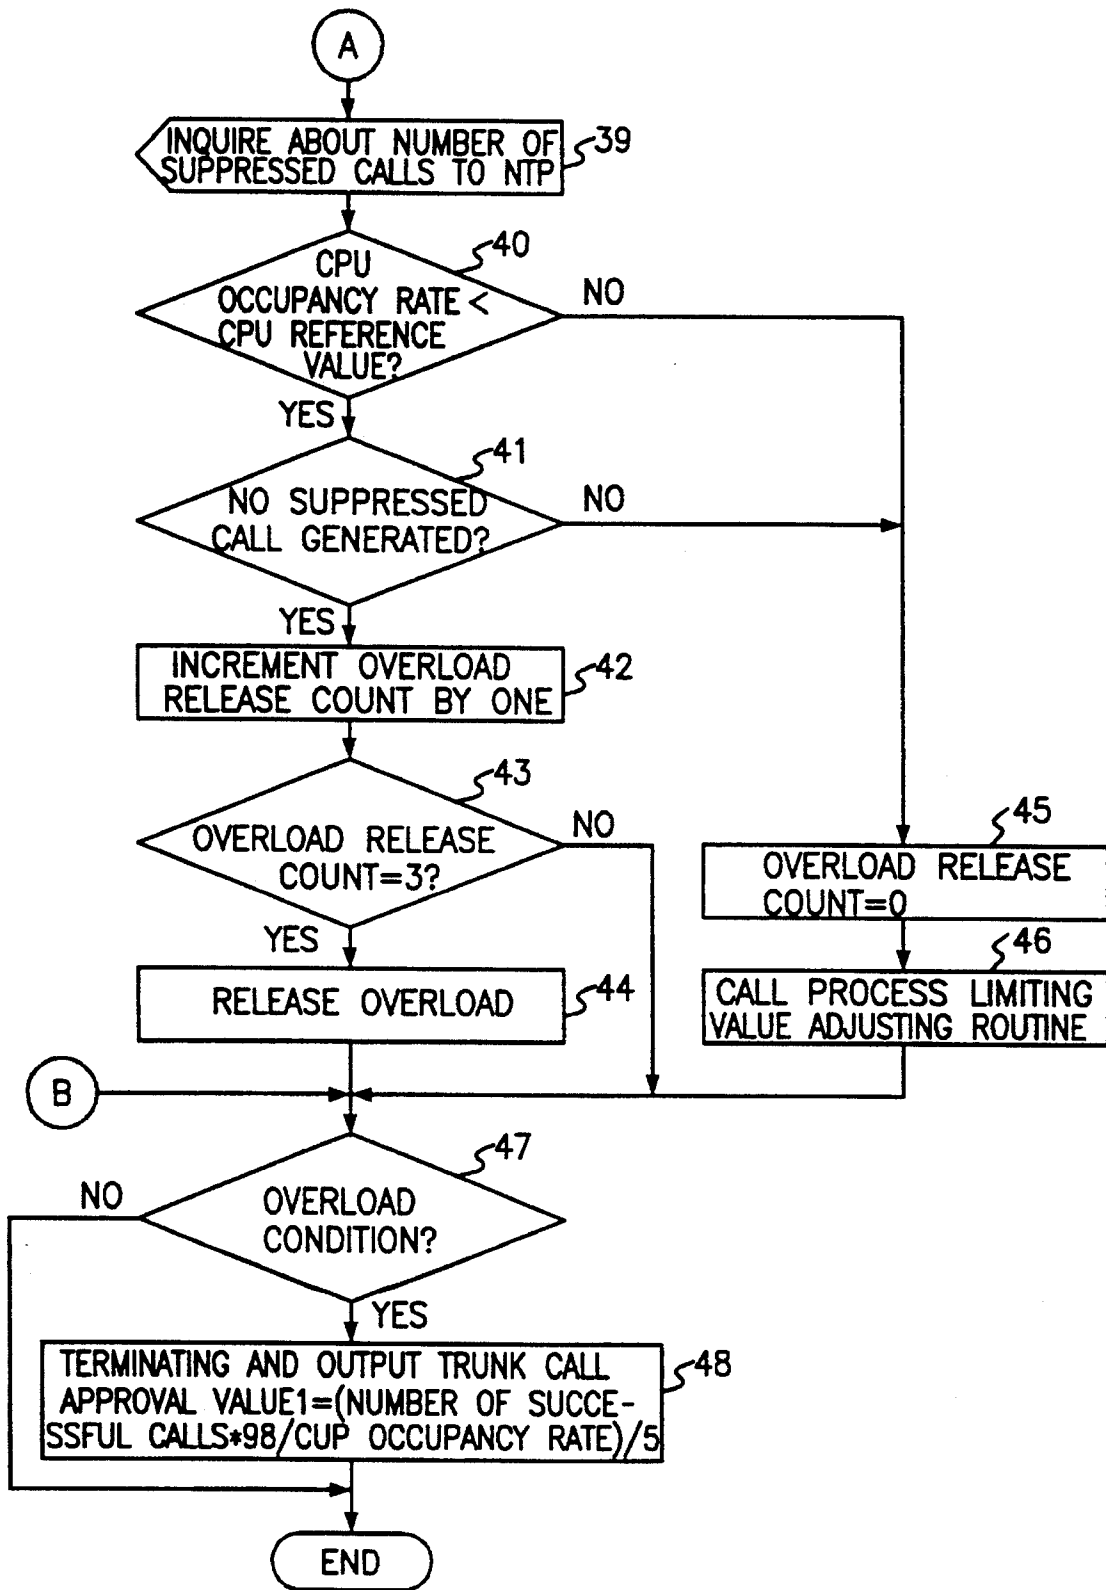 A
INQUIRE ABOUT NUMBER OF
SUPPRESSED CALLS TO NTP
39
CPU
OCCUPANCY RATE <
CPU REFERENCE
VALUE?
40
NO
YES
NO SUPPRESSED
CALL GENERATED?
41
NO
YES
INCREMENT OVERLOAD
RELEASE COUNT BY ONE
42
OVERLOAD RELEASE
COUNT=3?
43
NO
YES
OVERLOAD RELEASE
COUNT=0
45
RELEASE OVERLOAD
44
CALL PROCESS LIMITING
VALUE ADJUSTING ROUTINE
46
B
OVERLOAD
CONDITION?
47
NO
YES
TERMINATING AND OUTPUT TRUNK CALL
APPROVAL VALUE1=(NUMBER OF SUCCE-
SSFUL CALLS*98/CUP OCCUPANCY RATE)/5
48
END